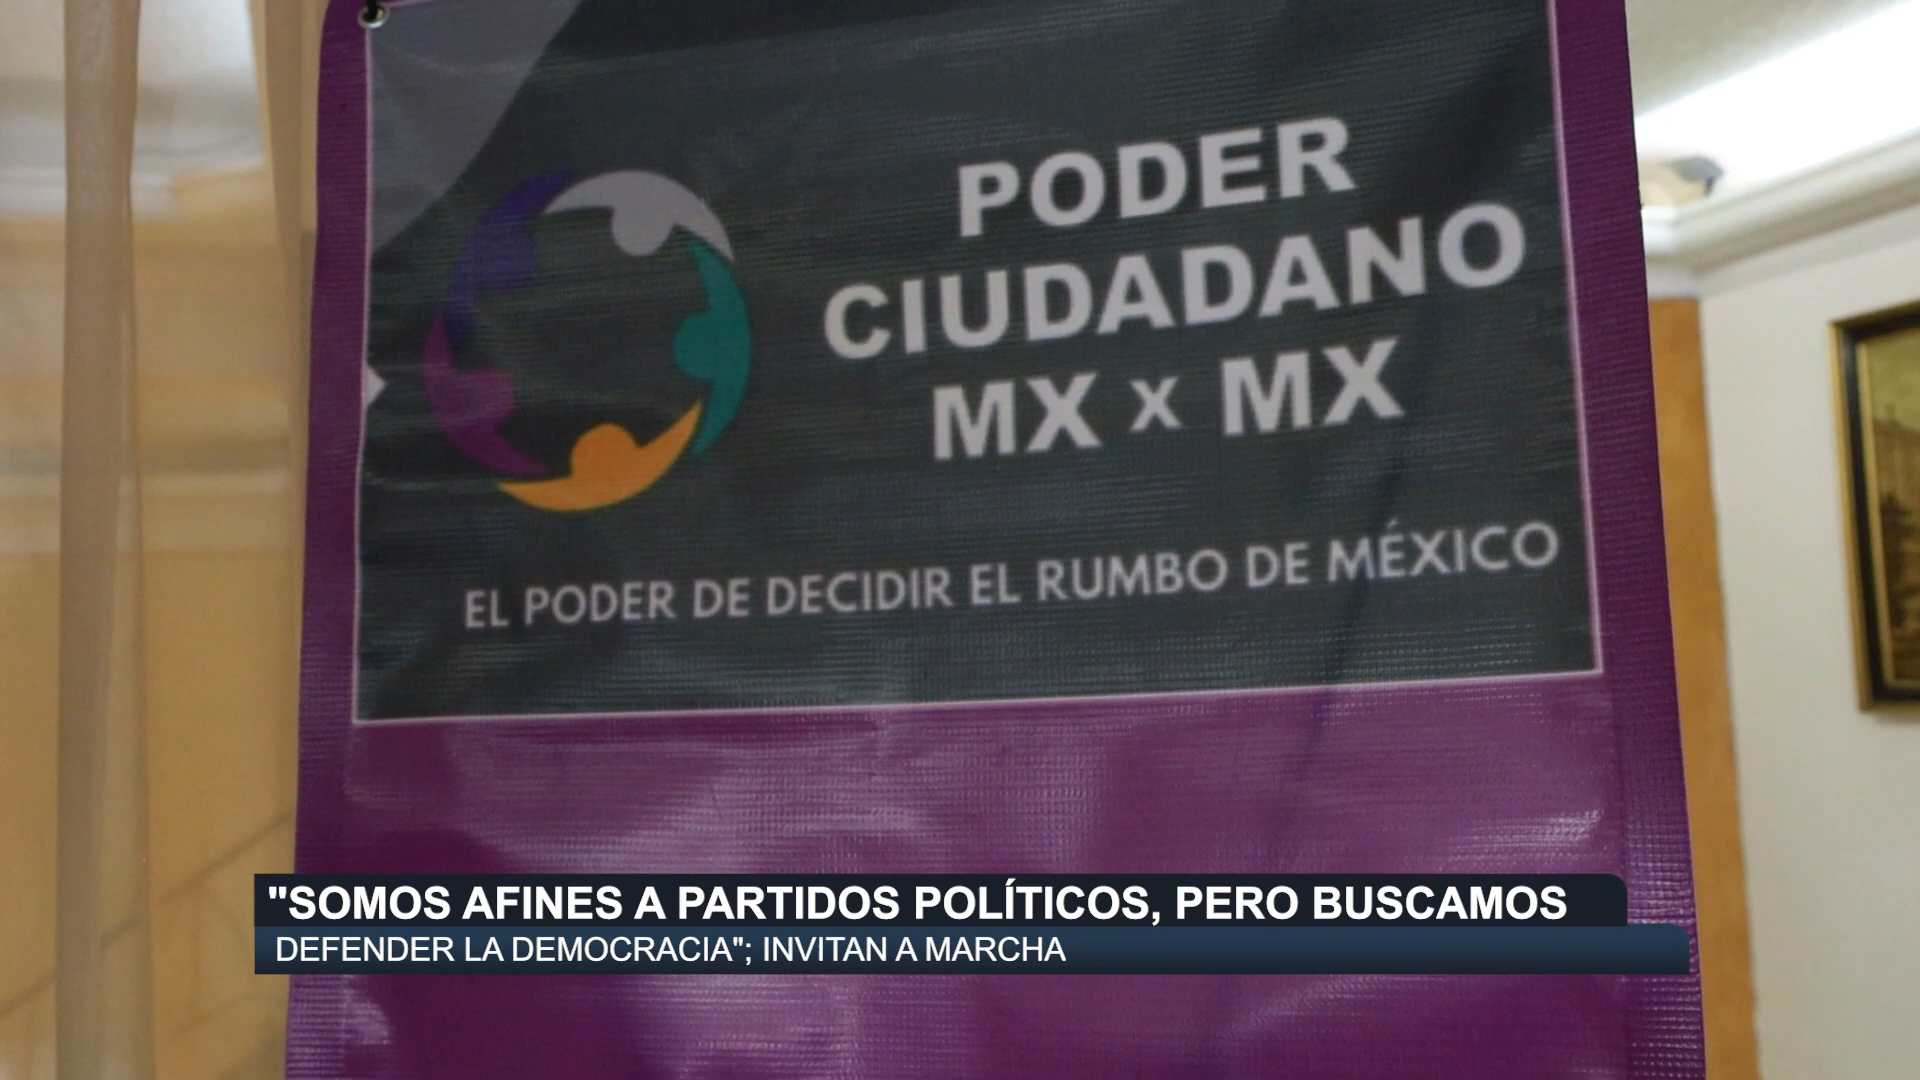 PODER
CIUDADANO
MX x MX
EL PODER DE DECIDIR EL RUMBO DE MÉXICO
"SOMOS AFINES A PARTIDOS POLÍTICOS, PERO BUSCAMOS
DEFENDER LA DEMOCRACIA"; INVITAN A MARCHA